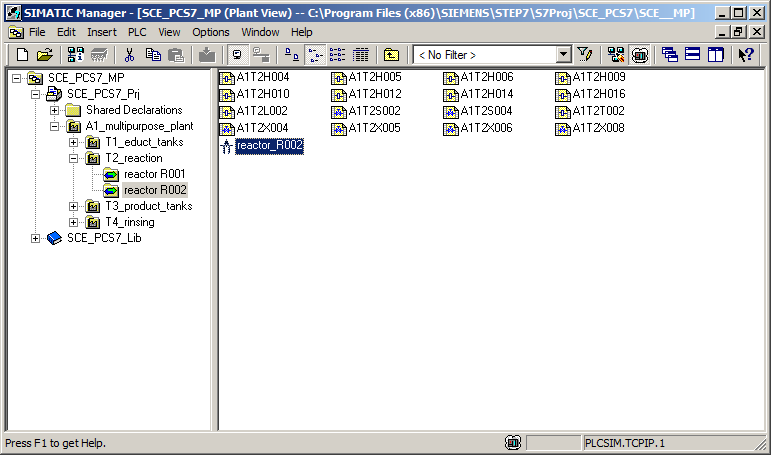 SIMATIC Manager - [SCE_PCS7_MP (Plant View) -- C:\Program Files (x86)\SIEMENS\STEP7\S7Proj\SCE_PCS7\SCE__MP]
File Edit Insert PLC View Options Window Help
< No Filter >
SCE_PCS7_MP
SCE_PCS7_Prj
Shared Declarations
A1_multipurpose_plant
T1_educt_tanks
T2_reaction
reactor R001
reactor R002
T3_product_tanks
T4_rinsing
SCE_PCS7_Lib
A1T2H004 A1T2H005 A1T2H006 A1T2H009
A1T2H010 A1T2H012 A1T2H014 A1T2H016
A1T2L002 A1T2S002 A1T2S004 A1T2T002
A1T2X004 A1T2X005 A1T2X006 A1T2X008
reactor_R002
Press F1 to get Help.
PLCSIM.TCPIP.1